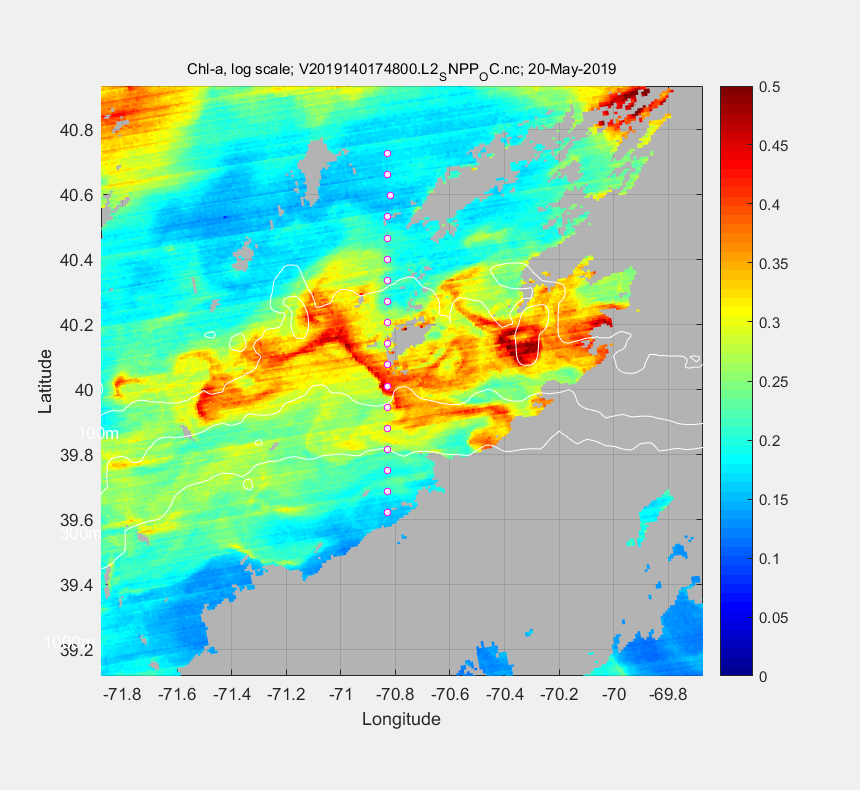 Chl-a, log scale; V2019140174800.L2SNPPOC.nc; 20-May-2019
0.5
40.8
0.45
40.6
0.4
40.4
0.35
40.2
0.3
Latitude
40
0.25
100m
39.8
0.2
39.6
300m
0.15
39.4
0.1
0.05
1000m
39.2
0
-71.8 -71.6 -71.4 -71.2 -71 -70.8 -70.6 -70.4 -70.2 -70 -69.8
Longitude